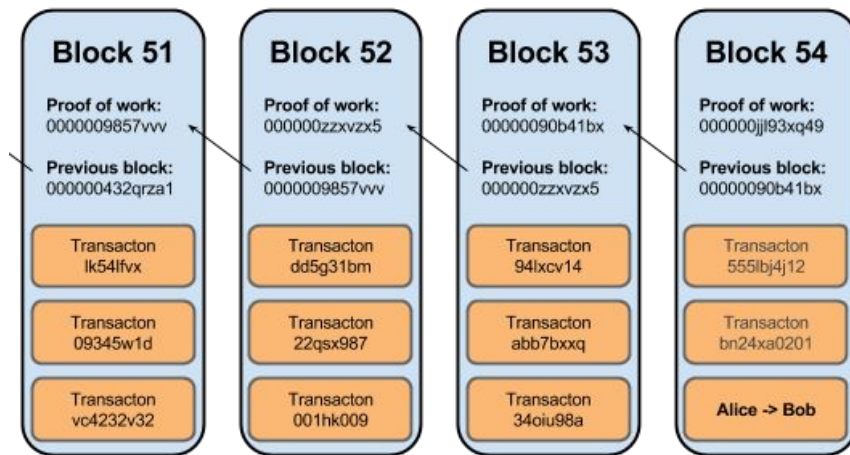 Block 51
Proof of work:
0000009857vvv
Previous block:
000000432qrza1
Transacton
lk54lfvx
Transacton
09345w1d
Transacton
vc4232v32
Block 52
Proof of work:
000000zzxvzx5
Previous block:
0000009857vvv
Transacton
dd5g31bm
Transacton
22qsx987
Transacton
001hk009
Block 53
Proof of work:
00000090b41bx
Previous block:
000000zzxvzx5
Transacton
94lxcv14
Transacton
abb7bxxq
Transacton
34oiu98a
Block 54
Proof of work:
000000jjl93xq49
Previous block:
00000090b41bx
Transacton
555lbj4j12
Transacton
bn24xa0201
Alice -> Bob